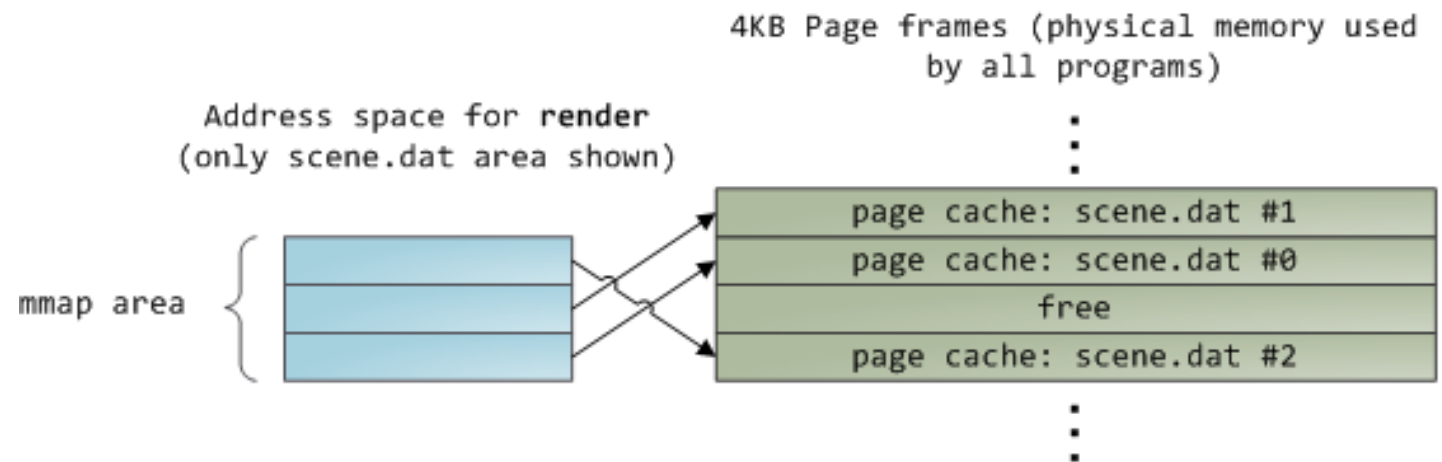 4KB Page frames (physical memory used
by all programs)
Address space for render
(only scene.dat area shown)
mmap area
page cache: scene.dat #1
page cache: scene.dat #0
free
page cache: scene.dat #2